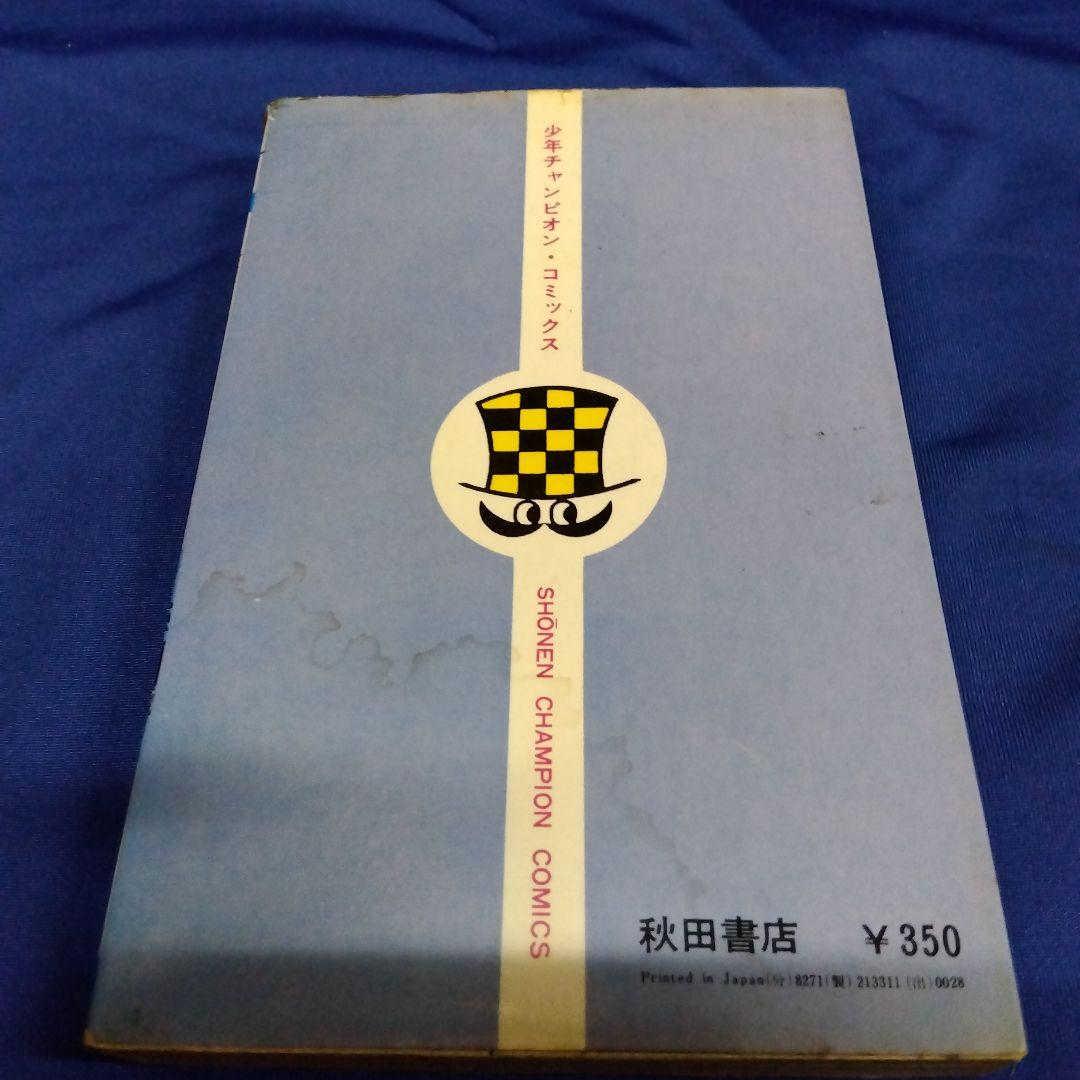 少年チャンピオン・コミックス
SHŌNEN CHAMPION COMICS
秋田書店 ¥350
Printed in Japan(分)8271(製)213311(出)0028